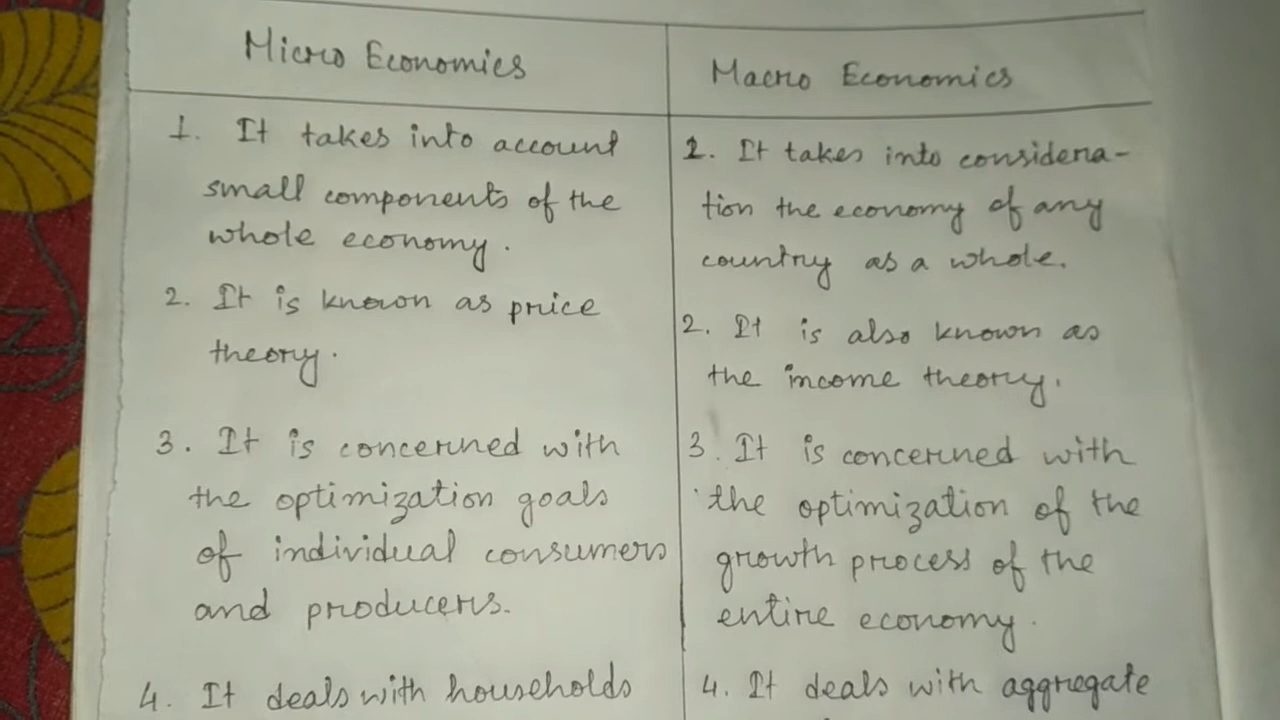 Micro Economics
1. It takes into account
small components of the
whole economy.
2. It is known as price
theory.
3. It is concerned with
the optimization goals
of individual consumers
and producers.
4. It deals with households
Macro Economics
1. It takes into considera-
tion the economy of any
country as a whole.
2. It is also known as
the income theory.
3. It is concerned with
the optimization of the
growth process of the
entire economy.
4. It deals with aggregate